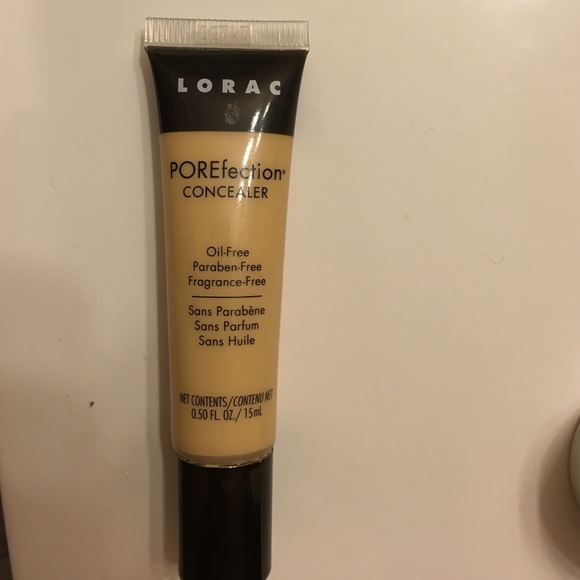 LORAC
POREfection®
CONCEALER
Oil-Free
Paraben-Free
Fragrance-Free
Sans Parabène
Sans Parfum
Sans Huile
NET CONTENTS/CONTENU NET
0.50 FL. OZ./ 15mL